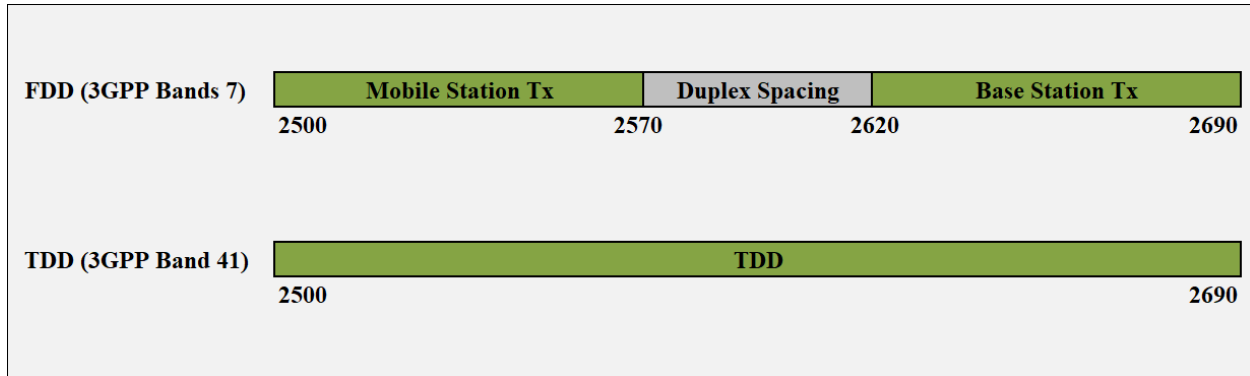 FDD (3GPP Bands 7) Mobile Station Tx Duplex Spacing Base Station Tx
2500 2570 2620 2690
TDD (3GPP Band 41) TDD
2500 2690